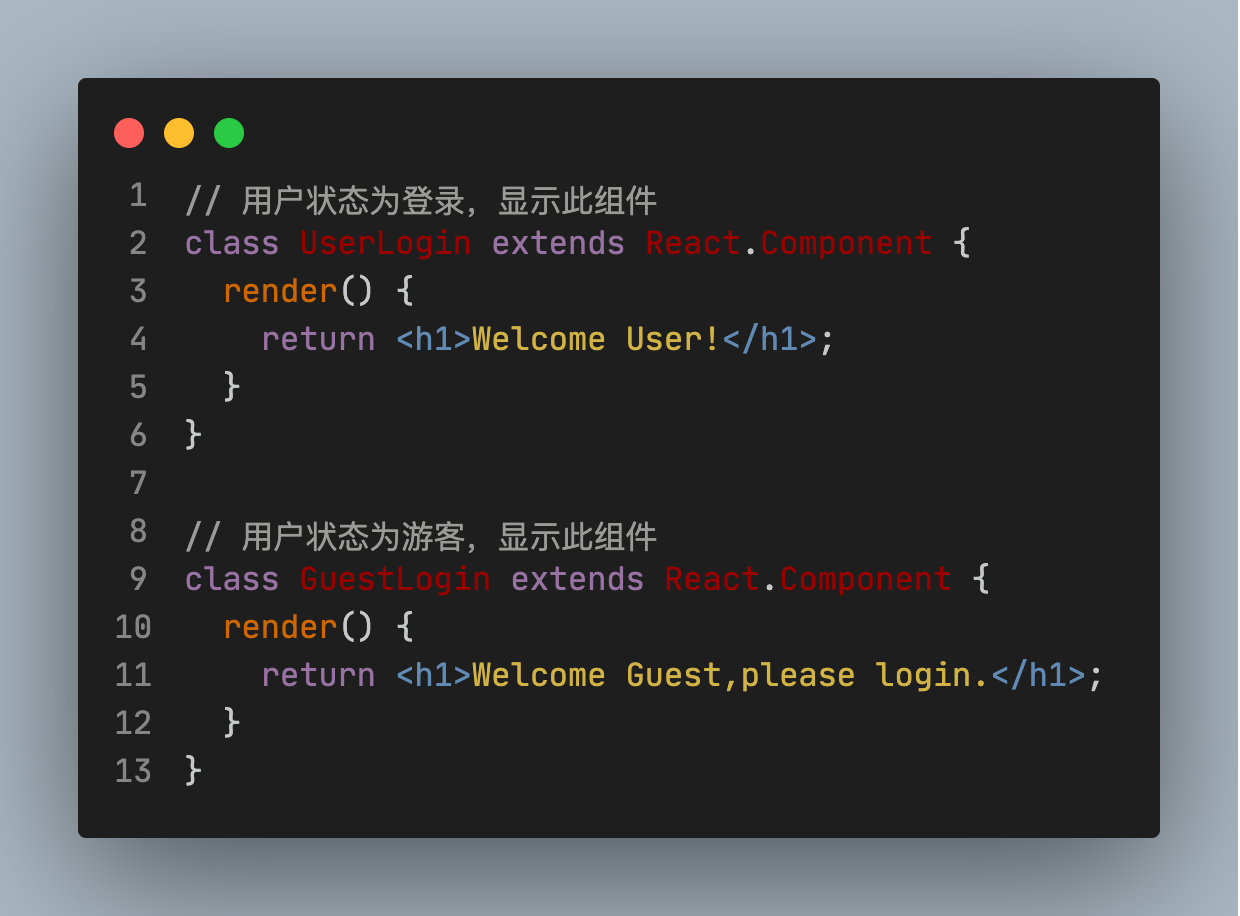 1 // 用户状态为登录，显示此组件
2 class UserLogin extends React.Component {
3   render() {
4     return <h1>Welcome User!</h1>;
5   }
6 }
7
8 // 用户状态为游客，显示此组件
9 class GuestLogin extends React.Component {
10   render() {
11     return <h1>Welcome Guest,please login.</h1>;
12   }
13 }